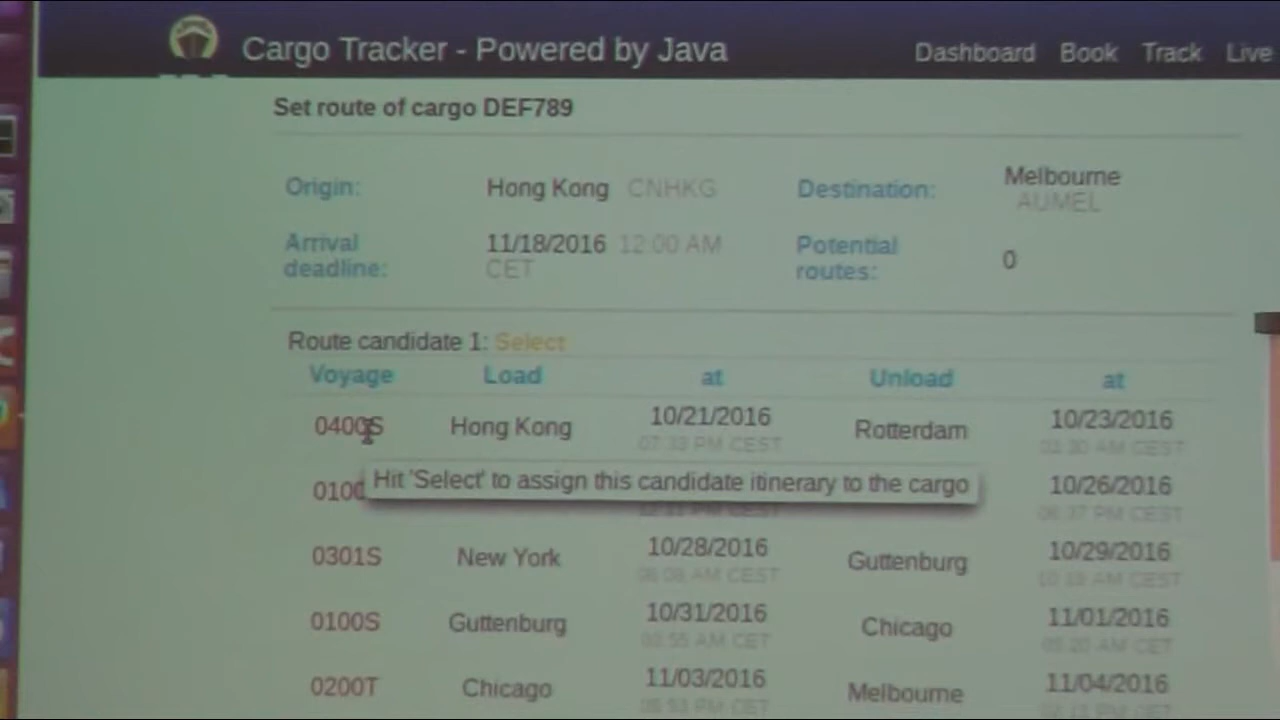 Cargo Tracker - Powered by Java Dashboard Book Track Live
Set route of cargo DEF789
Origin: Hong Kong CNHKG Destination: Melbourne AUMEL
Arrival deadline: 11/18/2016 12:00 AM CET Potential routes: 0
Route candidate 1: Select
Voyage Load at Unload at
0400S Hong Kong 10/21/2016 Rotterdam 10/23/2016
Hit 'Select' to assign this candidate itinerary to the cargo
0100 10/26/2016
0301S New York 10/28/2016 Guttenburg 10/29/2016
0100S Guttenburg 10/31/2016 Chicago 11/01/2016
0200T Chicago 11/03/2016 Melbourne 11/04/2016